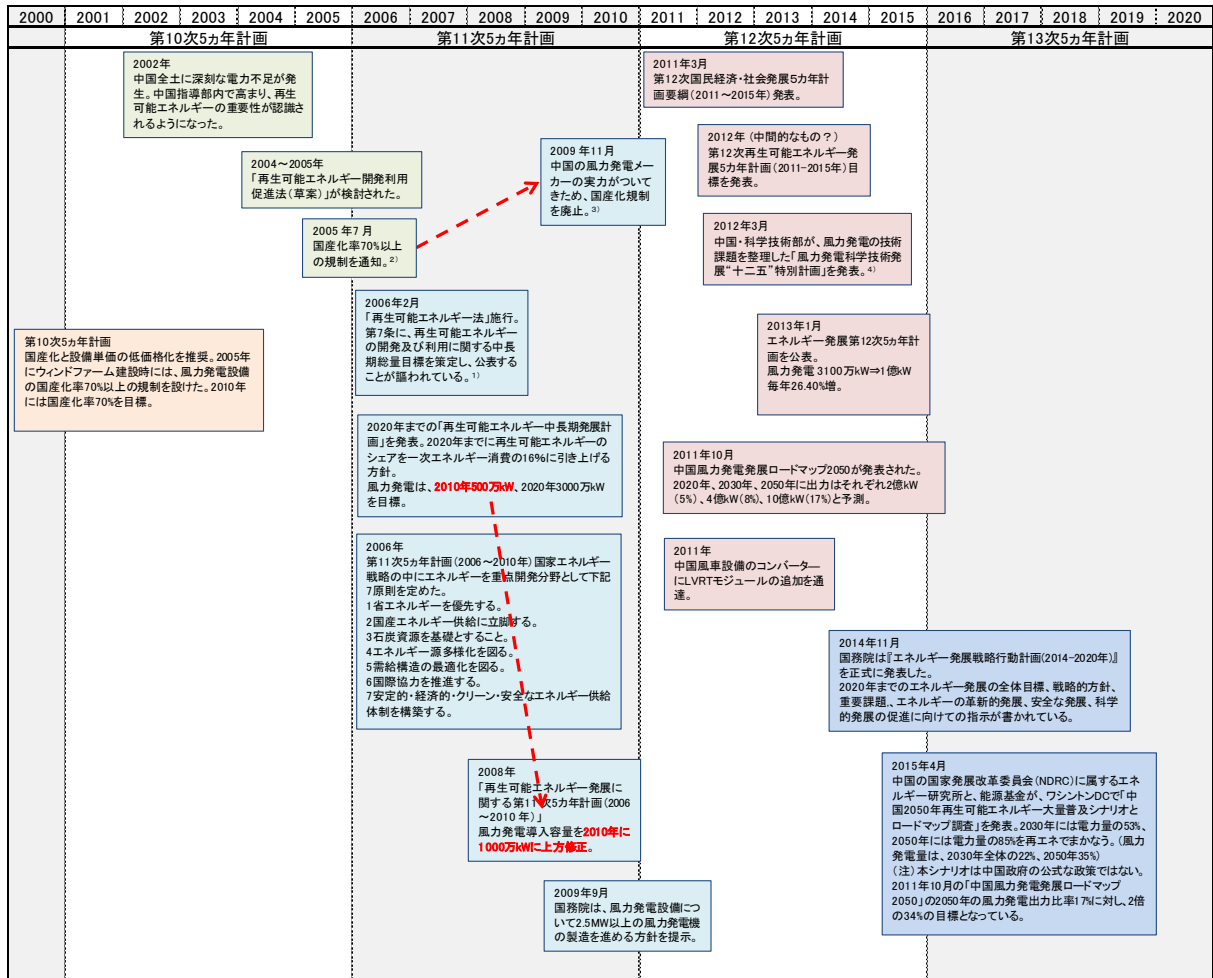 2000 2001 2002 2003 2004 2005 2006 2007 2008 2009 2010 2011 2012 2013 2014 2015 2016 2017 2018 2019 2020
第10次5ヵ年計画 第11次5ヵ年計画 第12次5ヵ年計画 第13次5ヵ年計画
2002年
中国全土に深刻な電力不足が発
生。中国指導部内で高まり、再生
可能エネルギーの重要性が認識さ
れるようになった。
2004～2005年
「再生可能エネルギー開発利用
促進法(草案)」が検討された。
2005年7月
国産化率70%以上
の規制を通知。2)
第10次5ヵ年計画
国産化と設備単価の低価格化を推奨。2005年
にウィンドファーム建設時には、風力発電設備
の国産化率70%以上の規制を設けた。2010年
には国産化率70%を目標。
2009年11月
中国の風力発電メー
カーの実力がついて
きため、国産化規制
を廃止。3)
2006年2月
「再生可能エネルギー法」施行。
第7条に、再生可能エネルギー
の開発及び利用に関する中長
期総量目標を策定し、公表する
ことが謳われている。1)
2020年までの「再生可能エネルギー中長期発展計
画」を発表。2020年までに再生可能エネルギーの
シェアを一次エネルギー消費の16%に引き上げる
方針。
風力発電は、2010年500万kW、2020年3000万kW
を目標。
2006年
第11次5ヵ年計画(2006～2010年)国家エネルギー
戦略の中にエネルギーを重点開発分野として下記
7原則を定めた。
1省エネルギーを優先する。
2国産エネルギー供給に立脚する。
3石炭資源を基礎とすること。
4エネルギー源多様化を図る。
5需給構造の最適化を図る。
6国際協力を推進する。
7安定的・経済的・クリーン・安全なエネルギー供給
体制を構築する。
2008年
「再生可能エネルギー発展に
関する第11次5カ年計画(2006
～2010年)」
風力発電導入容量を2010年に
1000万kWに上方修正。
2009年9月
国務院は、風力発電設備につ
いて2.5MW以上の風力発電機
の製造を進める方針を提示。
2011年3月
第12次国民経済・社会発展5カ年計
画要綱(2011～2015年)発表。
2012年(中間的なもの？)
第12次再生可能エネルギー発
展5カ年計画(2011-2015年)目
標を発表。
2012年3月
中国・科学技術部が、風力発電の技術
課題を整理した「風力発電科学技術発
展“十二五”特別計画」を発表。4)
2013年1月
エネルギー発展第12次5ヵ年計
画を公表。
風力発電 3100万kW⇒1億kW
毎年26.40%増。
2011年10月
中国風力発電発展ロードマップ2050が発表された。
2020年、2030年、2050年に出力はそれぞれ2億kW
(5%)、4億kW(8%)、10億kW(17%)と予測。
2011年
中国風車設備のコンバーター
にLVRTモジュールの追加を通
達。
2014年11月
国務院は『エネルギー発展戦略行動計画(2014-2020年)』
を正式に発表した。
2020年までのエネルギー発展の全体目標、戦略的方針、
重要課題、、エネルギーの革新的発展、安全な発展、科学
的発展の促進に向けての指示が書かれている。
2015年4月
中国の国家発展改革委員会(NDRC)に属するエネ
ルギー研究所と、能源基金が、ワシントンDCで「中
国2050年再生可能エネルギー大量普及シナリオと
ロードマップ調査」を発表。2030年には電力量の53%、
2050年には電力量の85%を再エネでまかなう。(風力
発電量は、2030年全体の22%、2050年35%)
(注)本シナリオは中国政府の公式な政策ではない。
2011年10月の「中国風力発電発展ロードマップ
2050」の2050年の風力発電出力比率17%に対し、2倍
の34%の目標となっている。